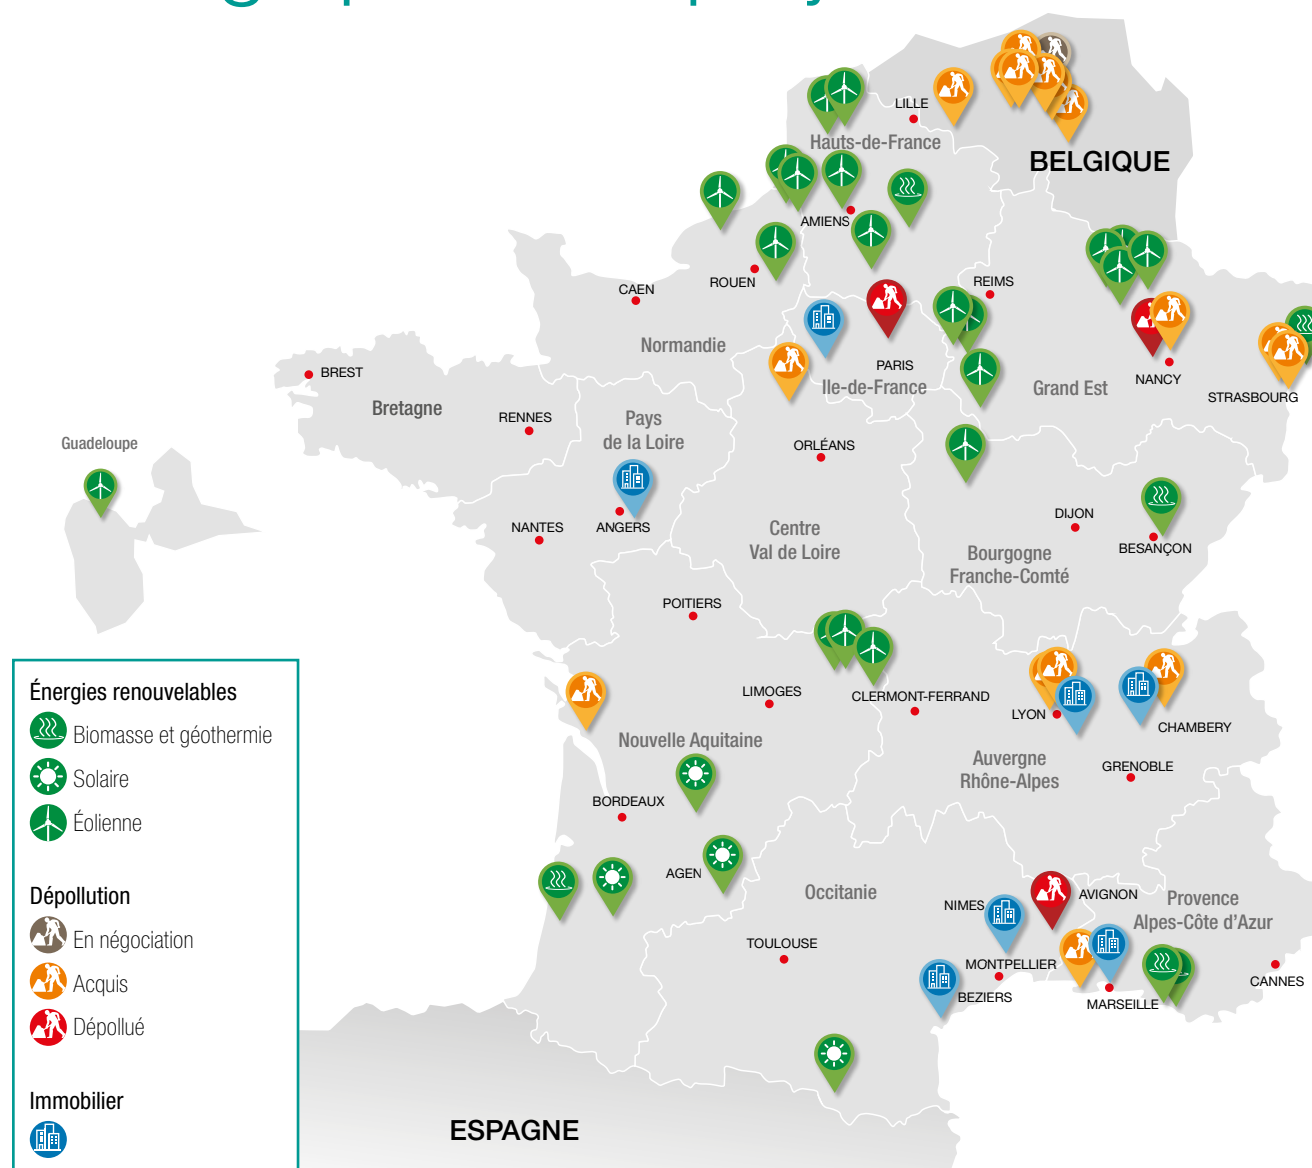 LILLE
Hauts-de-France
BELGIQUE
AMIENS
ROUEN
CAEN
REIMS
Normandie
PARIS
Ile-de-France
Grand Est
NANCY
STRASBOURG
BREST
Bretagne
RENNES
Pays
de la Loire
Guadeloupe
ORLÉANS
NANTES
ANGERS
Centre
Val de Loire
DIJON
BESANÇON
Bourgogne
Franche-Comté
POITIERS
LIMOGES
CLERMONT-FERRAND
LYON
CHAMBERY
Nouvelle Aquitaine
Auvergne
Rhône-Alpes
GRENOBLE
BORDEAUX
AGEN
Occitanie
NIMES
AVIGNON
Provence
Alpes-Côte d'Azur
TOULOUSE
MONTPELLIER
BEZIERS
MARSEILLE
CANNES
ESPAGNE
Énergies renouvelables
Biomasse et géothermie
Solaire
Éolienne
Dépollution
En négociation
Acquis
Dépollué
Immobilier